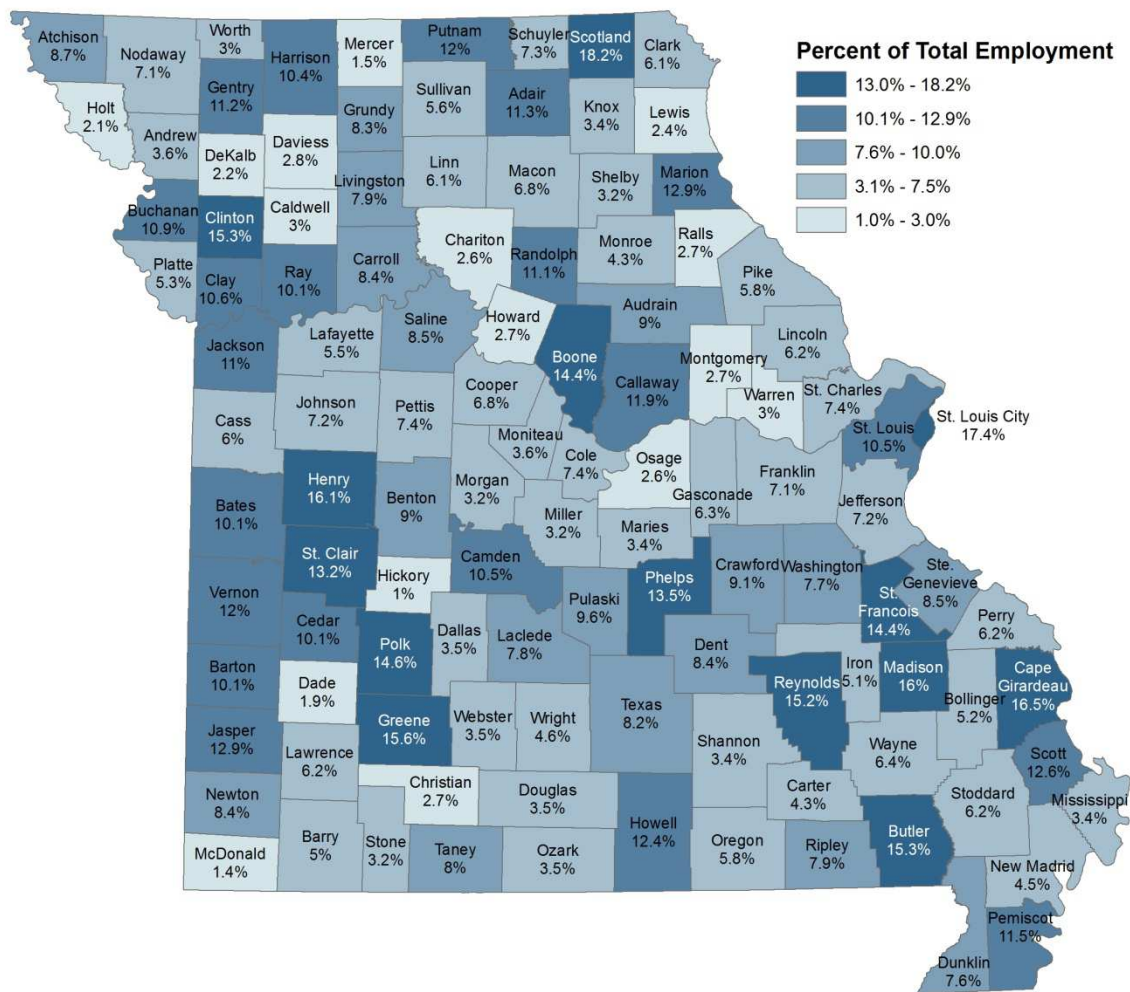 Atchison
8.7%
Nodaway
7.1%
Worth
3%
Harrison
10.4%
Mercer
1.5%
Putnam
12%
Schuyler
7.3%
Scotland
18.2%
Clark
6.1%
Percent of Total Employment
13.0% - 18.2%
10.1% - 12.9%
7.6% - 10.0%
3.1% - 7.5%
1.0% - 3.0%
Holt
2.1%
Andrew
3.6%
Gentry
11.2%
DeKalb
2.2%
Daviess
2.8%
Grundy
8.3%
Sullivan
5.6%
Adair
11.3%
Knox
3.4%
Lewis
2.4%
Buchanan
10.9%
Clinton
15.3%
Caldwell
3%
Livingston
7.9%
Linn
6.1%
Macon
6.8%
Shelby
3.2%
Marion
12.9%
Platte
5.3%
Clay
10.6%
Ray
10.1%
Carroll
8.4%
Chariton
2.6%
Randolph
11.1%
Monroe
4.3%
Ralls
2.7%
Pike
5.8%
Jackson
11%
Lafayette
5.5%
Saline
8.5%
Howard
2.7%
Boone
14.4%
Audrain
9%
Callaway
11.9%
Montgomery
2.7%
Lincoln
6.2%
Warren
3%
St. Charles
7.4%
St. Louis
10.5%
St. Louis City
17.4%
Cass
6%
Johnson
7.2%
Pettis
7.4%
Cooper
6.8%
Moniteau
3.6%
Cole
7.4%
Osage
2.6%
Gasconade
6.3%
Franklin
7.1%
Jefferson
7.2%
Bates
10.1%
Henry
16.1%
Benton
9%
Morgan
3.2%
Miller
3.2%
Maries
3.4%
Vernon
12%
St. Clair
13.2%
Hickory
1%
Camden
10.5%
Pulaski
9.6%
Phelps
13.5%
Crawford
9.1%
Washington
7.7%
St.
Francois
14.4%
Ste.
Genevieve
8.5%
Perry
6.2%
Cedar
10.1%
Polk
14.6%
Dallas
3.5%
Laclede
7.8%
Dent
8.4%
Iron
5.1%
Madison
16%
Bollinger
5.2%
Cape
Girardeau
16.5%
Barton
10.1%
Dade
1.9%
Greene
15.6%
Webster
3.5%
Wright
4.6%
Texas
8.2%
Shannon
3.4%
Reynolds
15.2%
Wayne
6.4%
Scott
12.6%
Jasper
12.9%
Lawrence
6.2%
Christian
2.7%
Douglas
3.5%
Howell
12.4%
Carter
4.3%
Stoddard
6.2%
Mississippi
3.4%
Newton
8.4%
McDonald
1.4%
Barry
5%
Stone
3.2%
Taney
8%
Ozark
3.5%
Oregon
5.8%
Ripley
7.9%
Butler
15.3%
New Madrid
4.5%
Pemiscot
11.5%
Dunklin
7.6%